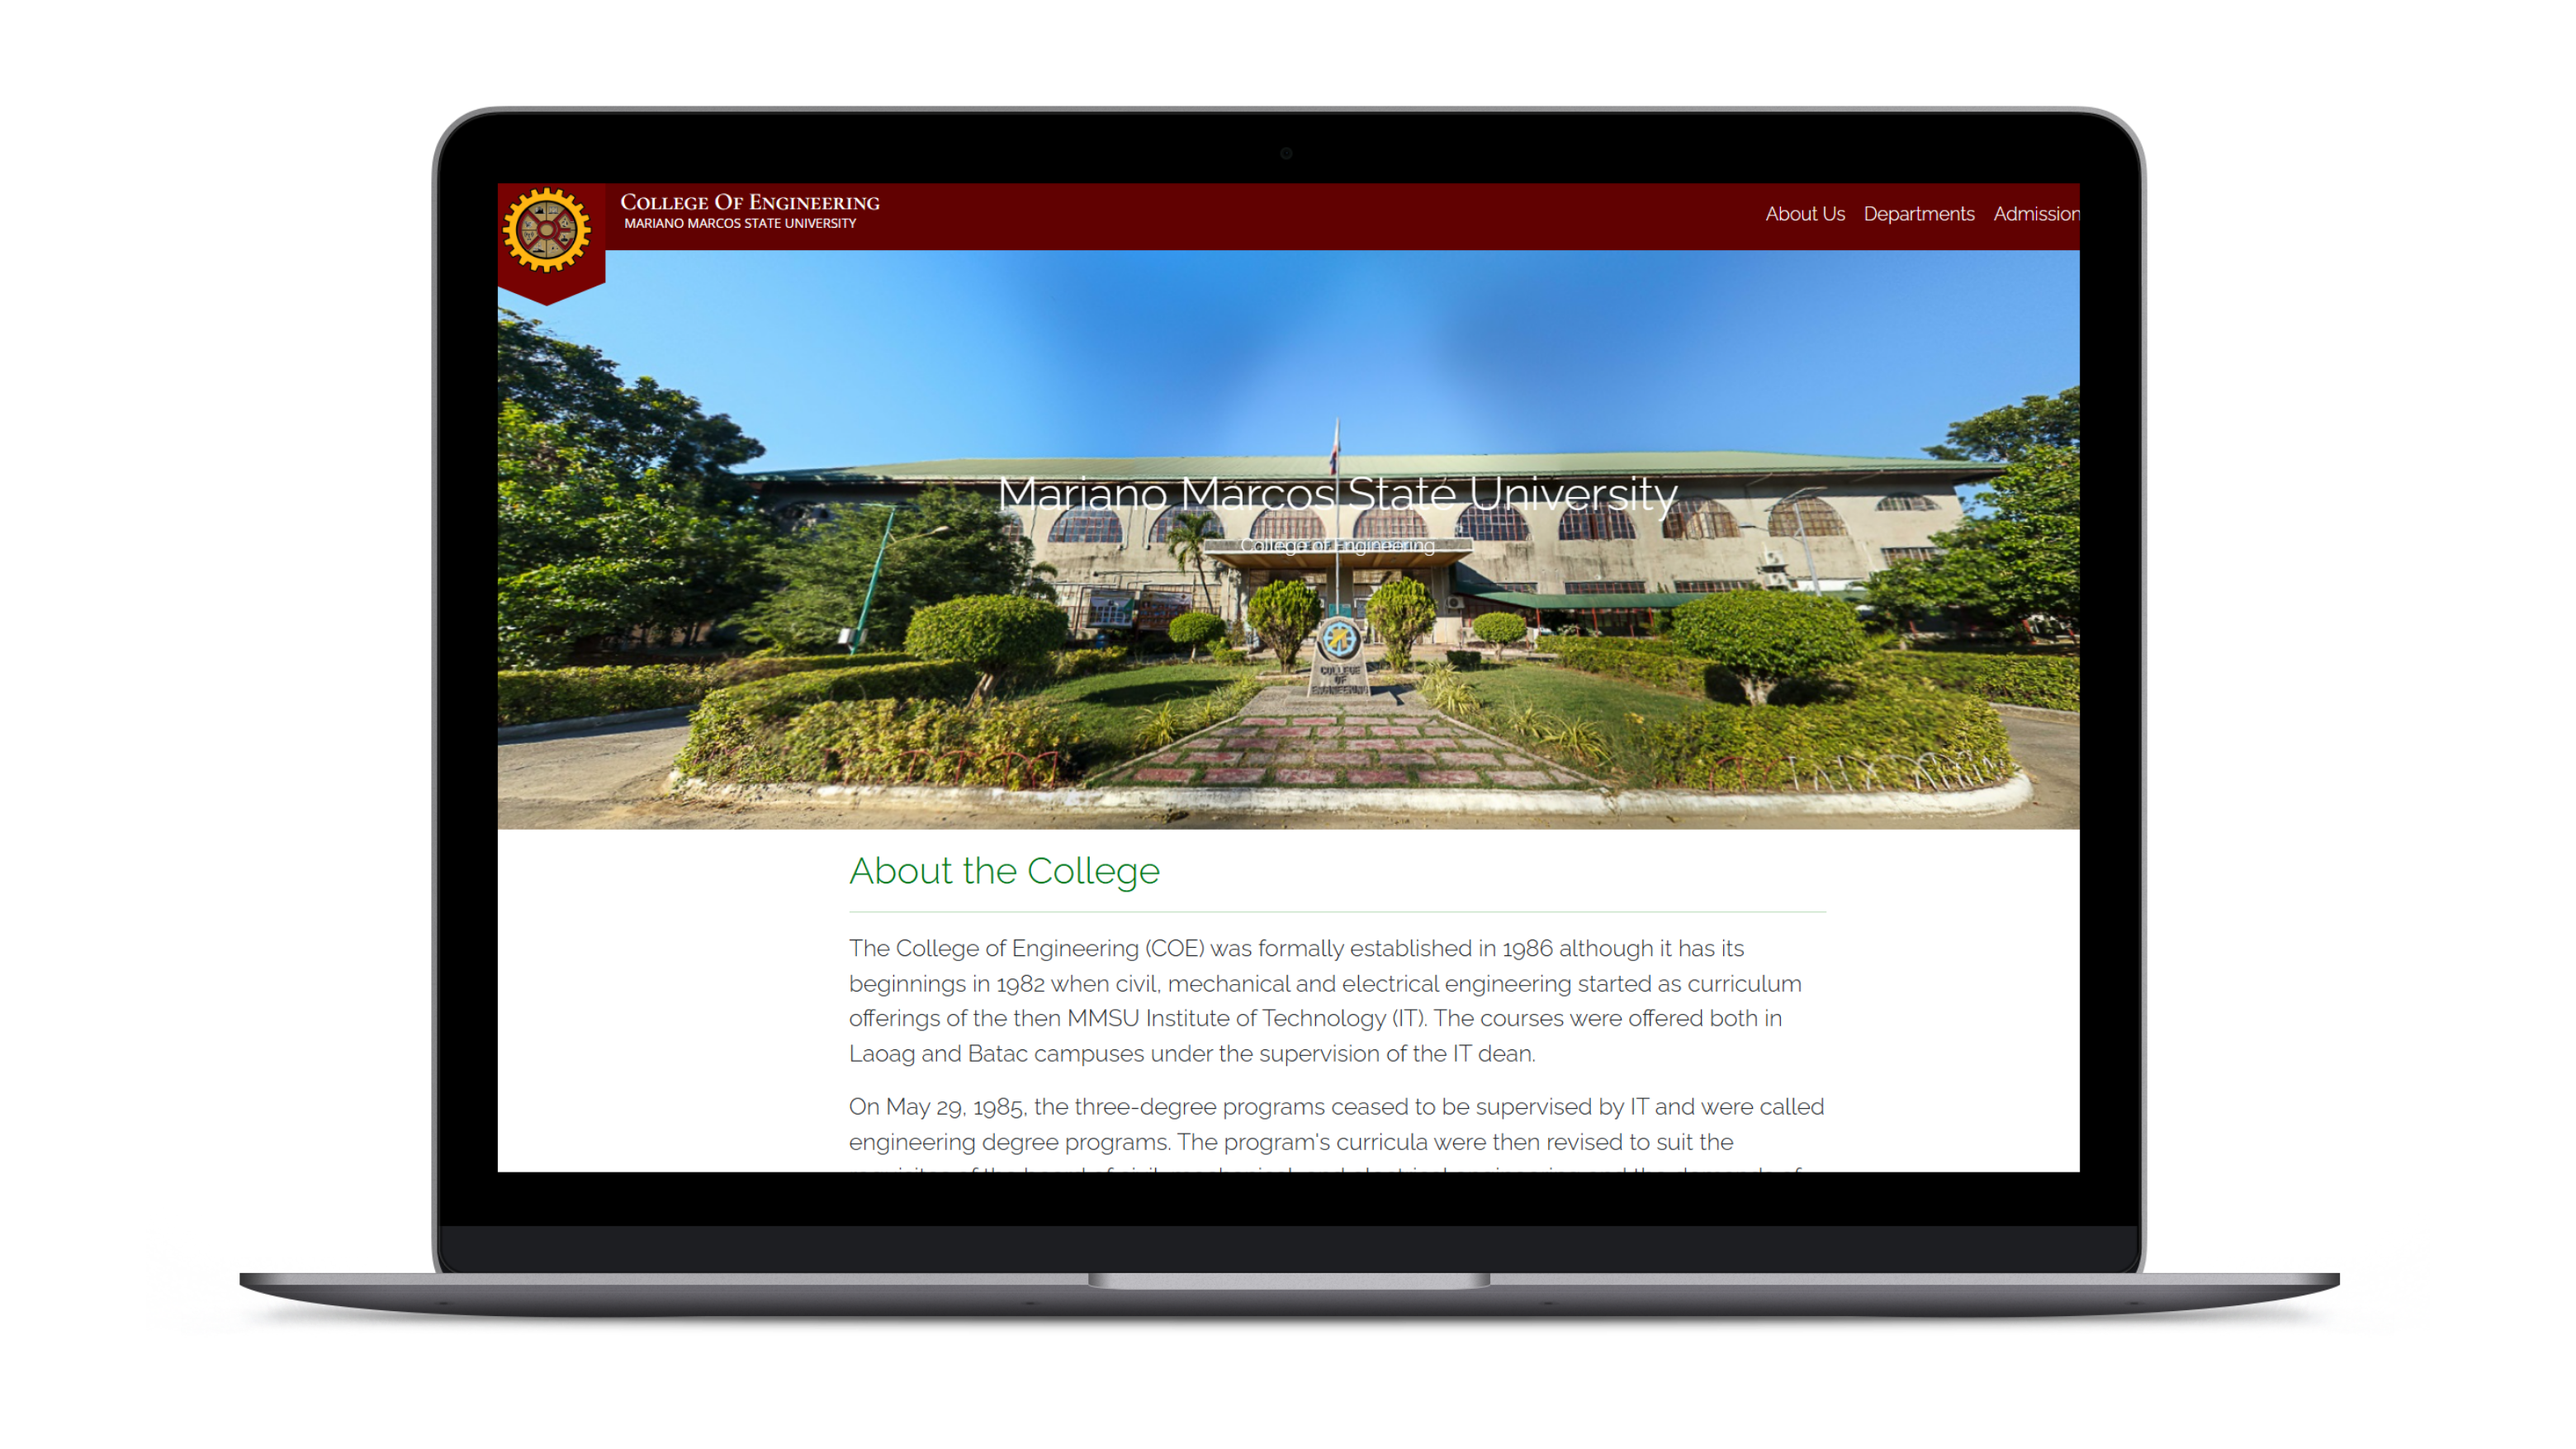 COLLEGE OF ENGINEERING
MARIANO MARCOS STATE UNIVERSITY
About Us Departments Admission
Mariano Marcos State University
College of Engineering
COLLEGE
OF
ENGINEERING
About the College
The College of Engineering (COE) was formally established in 1986 although it has its
beginnings in 1982 when civil, mechanical and electrical engineering started as curriculum
offerings of the then MMSU Institute of Technology (IT). The courses were offered both in
Laoag and Batac campuses under the supervision of the IT dean.
On May 29, 1985, the three-degree programs ceased to be supervised by IT and were called
engineering degree programs. The program's curricula were then revised to suit the